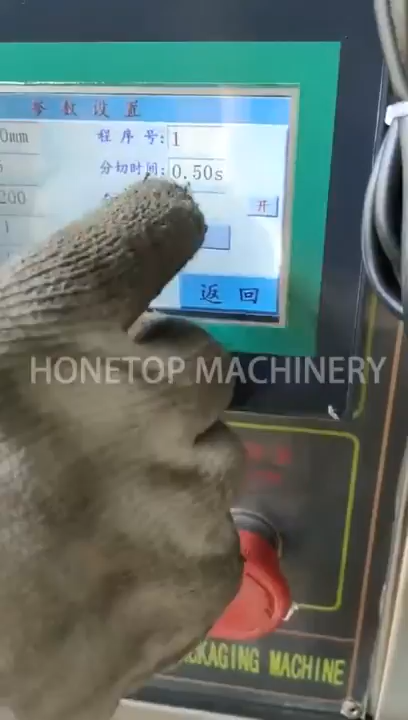 参 数 设 置
0mm 程 序 号: 1
分切时间: 0.50s
200 开
1
返 回
HONETOP MACHINERY
KAGING MACHINE